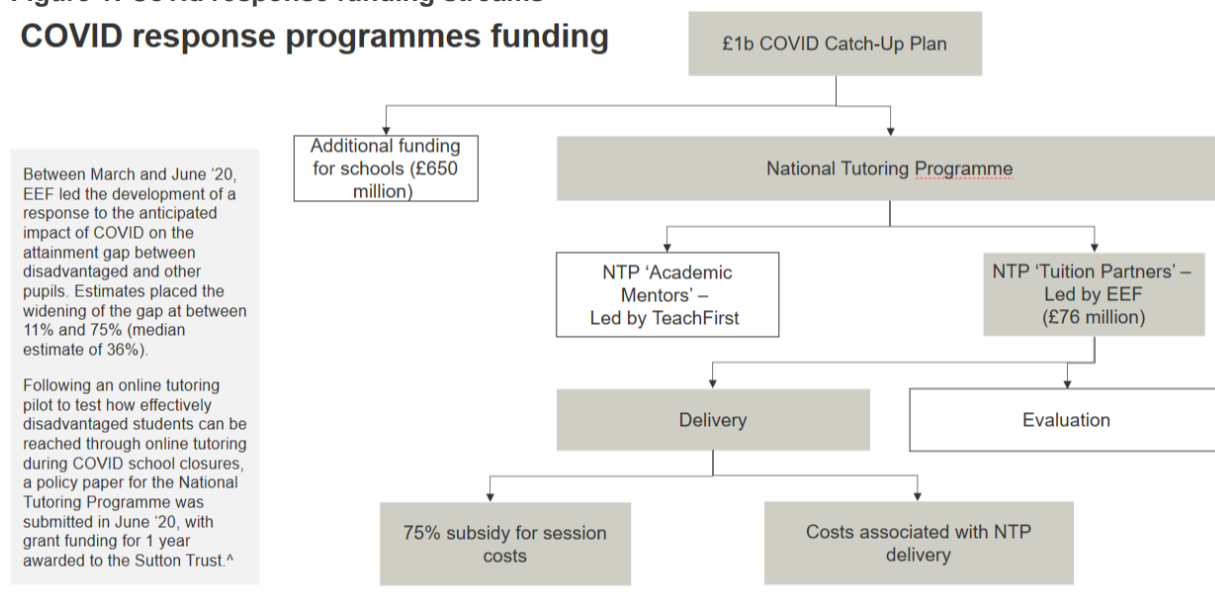 Figure 1: Covid response funding streams
COVID response programmes funding
£1b COVID Catch-Up Plan
Additional funding
for schools (£650
million)
National Tutoring Programme
Between March and June ‘20,
EEF led the development of a
response to the anticipated
impact of COVID on the
attainment gap between
disadvantaged and other
pupils. Estimates placed the
widening of the gap at between
11% and 75% (median
estimate of 36%).
Following an online tutoring
pilot to test how effectively
disadvantaged students can be
reached through online tutoring
during COVID school closures,
a policy paper for the National
Tutoring Programme was
submitted in June ‘20, with
grant funding for 1 year
awarded to the Sutton Trust.^
NTP ‘Academic
Mentors’ –
Led by TeachFirst
NTP ‘Tuition Partners’ –
Led by EEF
(£76 million)
Delivery
Evaluation
75% subsidy for session
costs
Costs associated with NTP
delivery